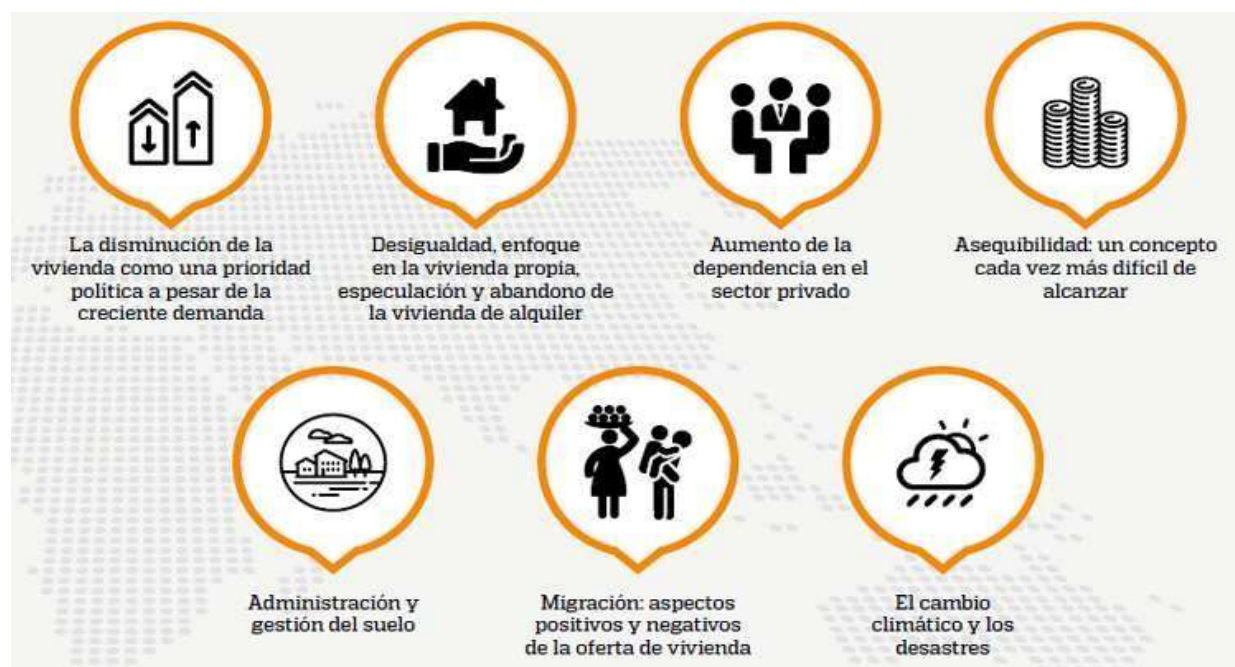 La disminución de la
vivienda como una prioridad
política a pesar de la
creciente demanda
Desigualdad, enfoque
en la vivienda propia,
especulación y abandono de
la vivienda de alquiler
Aumento de la
dependencia en el
sector privado
Asequibilidad: un concepto
cada vez más difícil de
alcanzar
Administración y
gestión del suelo
Migración: aspectos
positivos y negativos
de la oferta de vivienda
El cambio
climático y los
desastres